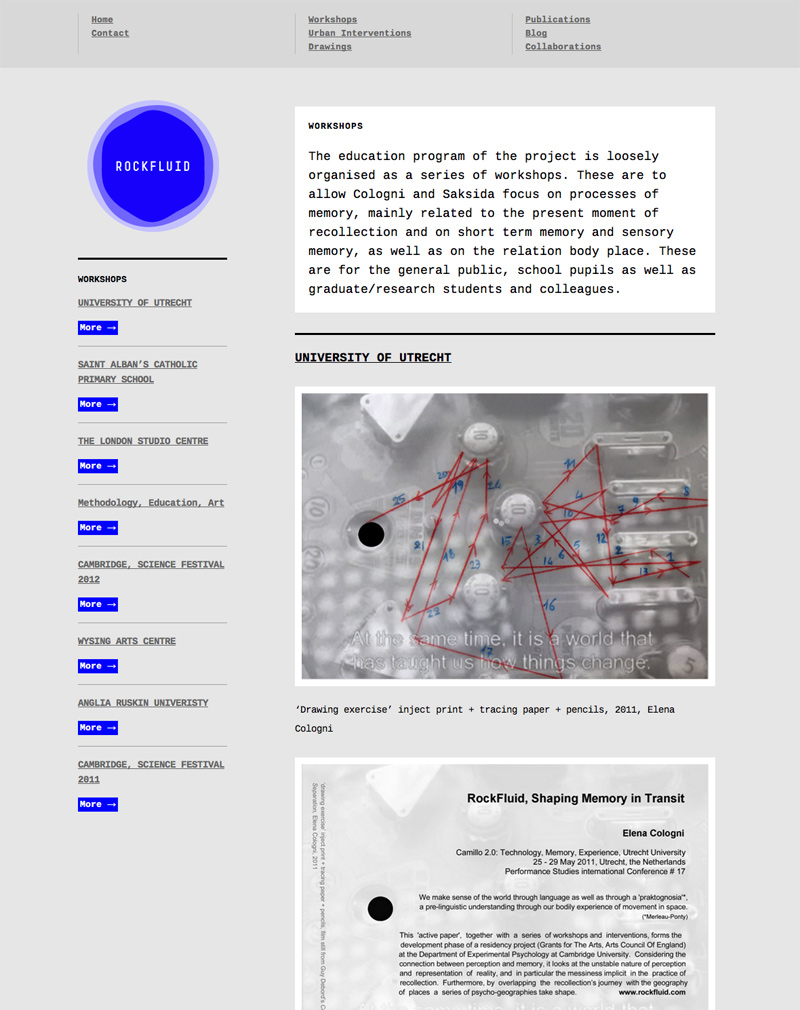 Home
Contact
Workshops
Urban Interventions
Drawings
Publications
Blog
Collaborations
ROCKFLUID
WORKSHOPS
UNIVERSITY OF UTRECHT
More →
SAINT ALBAN’S CATHOLIC
PRIMARY SCHOOL
More →
THE LONDON STUDIO CENTRE
More →
Methodology, Education, Art
More →
CAMBRIDGE, SCIENCE FESTIVAL
2012
More →
WYSING ARTS CENTRE
More →
ANGLIA RUSKIN UNIVERISTY
More →
CAMBRIDGE, SCIENCE FESTIVAL
2011
More →
WORKSHOPS
The education program of the project is loosely
organised as a series of workshops. These are to
allow Cologni and Saksida focus on processes of
memory, mainly related to the present moment of
recollection and on short term memory and sensory
memory, as well as on the relation body place. These
are for the general public, school pupils as well as
graduate/research students and colleagues.
UNIVERSITY OF UTRECHT
10
11
20
19
24
25
4
8
9
10
7
10
21
18
15
3
6
5
12
2
1
23
14
13
22
16
17
5
At the same time, it is a world that
has taught us how things change.
‘Drawing exercise’ inject print + tracing paper + pencils, 2011, Elena
Cologni
'drawing exercise' inject print + tracing paper + pencils, film still from Guy Debord's C
Separation, Elena Cologni, 2011
RockFluid, Shaping Memory in Transit
Elena Cologni
Camillo 2.0: Technology, Memory, Experience, Utrecht University
25 - 29 May 2011, Utrecht, the Netherlands
Performance Studies international Conference # 17
We make sense of the world through language as well as through a 'praktognosia'*,
a pre-linguistic understanding through our bodily experience of movement in space.
(*Merleau-Ponty)
This 'active paper', together with a series of workshops and interventions, forms the
development phase of a residency project (Grants for The Arts, Arts Council Of England)
at the Department of Experimental Psychology at Cambridge University. Considering the
connection between perception and memory, it looks at the unstable nature of perception
and representation of reality, and in particular the messiness implicit in the practice of
recollection. Furthermore, by overlapping the recollection's journey with the geography
of places a series of psycho-geographies take shape. www.rockfluid.com